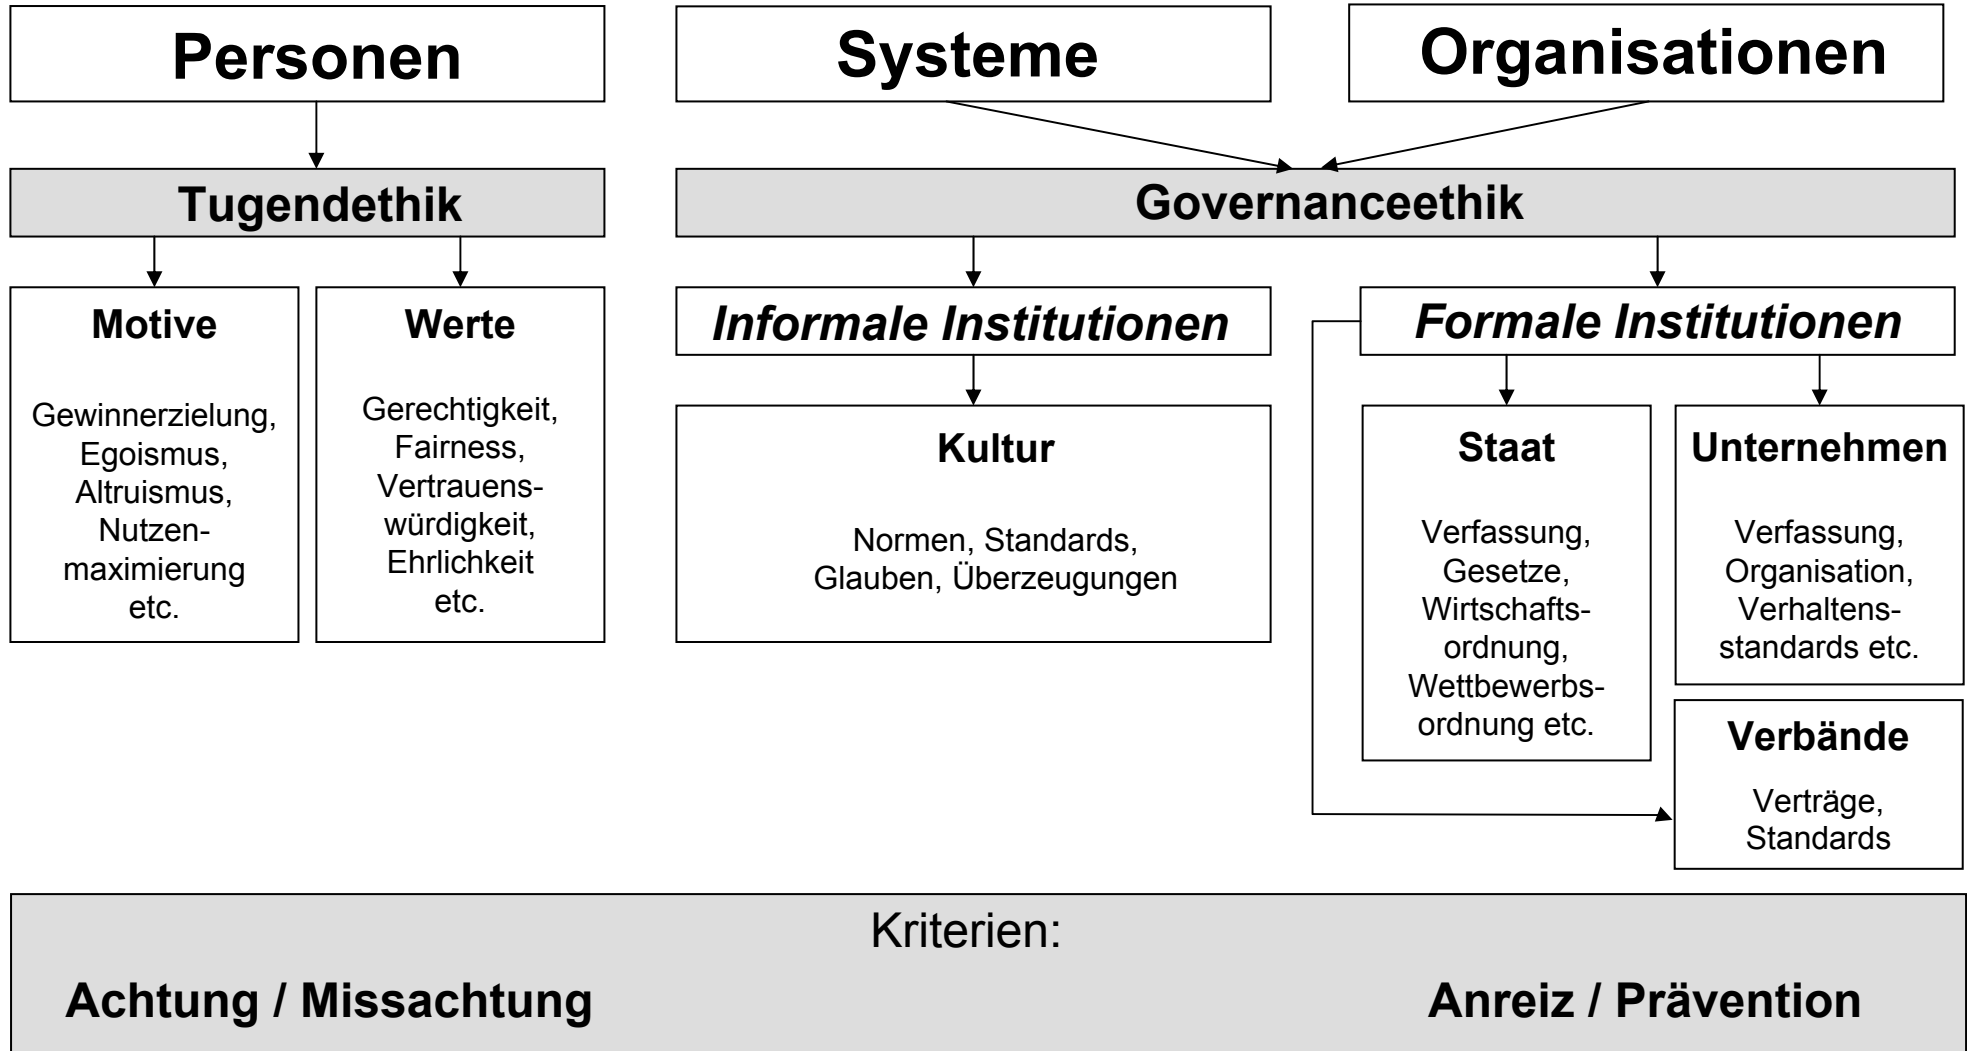 Personen
Systeme
Organisationen
Tugendethik
Governanceethik
Motive
Gewinnerzielung,
Egoismus,
Altruismus,
Nutzen-
maximierung
etc.
Werte
Gerechtigkeit,
Fairness,
Vertrauens-
würdigkeit,
Ehrlichkeit
etc.
Informale Institutionen
Formale Institutionen
Kultur
Normen, Standards,
Glauben, Überzeugungen
Staat
Verfassung,
Gesetze,
Wirtschafts-
ordnung,
Wettbewerbs-
ordnung etc.
Unternehmen
Verfassung,
Organisation,
Verhaltens-
standards etc.
Verbände
Verträge,
Standards
Kriterien:
Achtung / Missachtung
Anreiz / Prävention